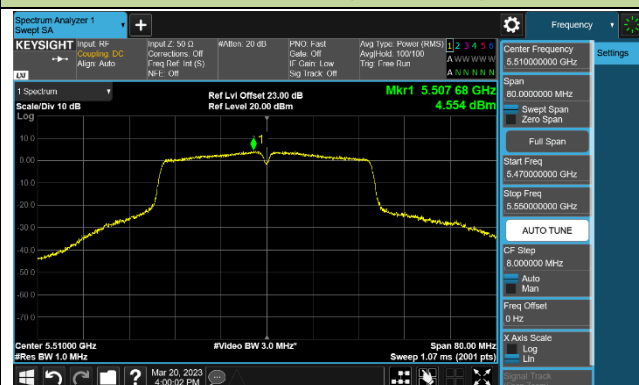 Spectrum Analyzer 1
Swept SA
Frequency
KEYSIGHT
Input: RF
Coupling: DC
Align: Auto
Input Z: 50 Ω
Corrections: Off
Freq Ref: Int (S)
NFE: Off
#Atten: 20 dB
PNO: Fast
Gate: Off
IF Gain: Low
Sig Track: Off
Avg Type: Power (RMS)
Avg|Hold: 100/100
Trig: Free Run
1 2 3 4 5 6
A W W W W W
A N N N N N
LXI
1 Spectrum
Scale/Div 10 dB
Log
Ref Lvl Offset 23.00 dB
Ref Level 20.00 dBm
Mkr1 5.507 68 GHz
4.554 dBm
1
10.0
0.00
-10.0
-20.0
-30.0
-40.0
-50.0
-60.0
-70.0
Center 5.51000 GHz
#Res BW 1.0 MHz
#Video BW 3.0 MHz*
Span 80.00 MHz
Sweep 1.07 ms (2001 pts)
Mar 20, 2023
4:00:02 PM
Center Frequency
5.510000000 GHz
Settings
Span
80.0000000 MHz
Swept Span
Zero Span
Full Span
Start Freq
5.470000000 GHz
Stop Freq
5.550000000 GHz
AUTO TUNE
CF Step
8.000000 MHz
Auto
Man
Freq Offset
0 Hz
X Axis Scale
Log
Lin
Signal Track